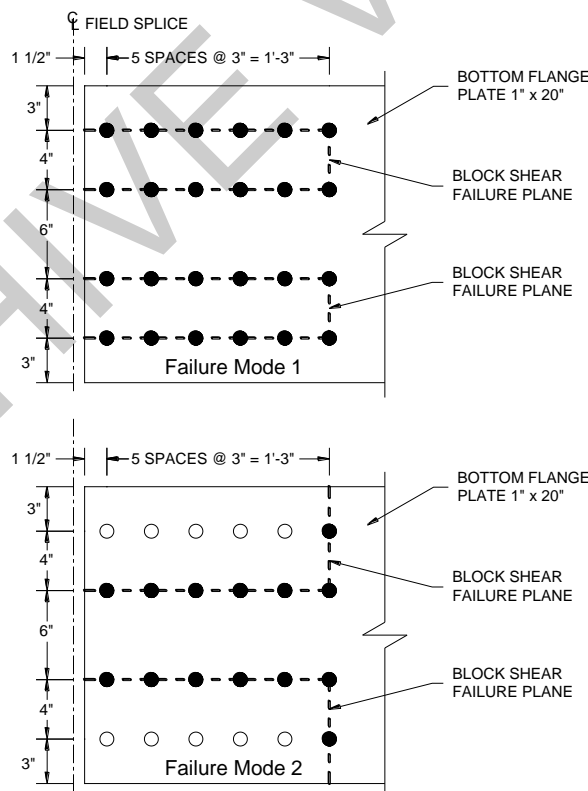 ℄ FIELD SPLICE
1 1/2"
5 SPACES @ 3" = 1'-3"
BOTTOM FLANGE
PLATE 1" x 20"
3"
4"
BLOCK SHEAR
FAILURE PLANE
6"
BLOCK SHEAR
FAILURE PLANE
4"
3"
Failure Mode 1
1 1/2"
5 SPACES @ 3" = 1'-3"
BOTTOM FLANGE
PLATE 1" x 20"
3"
4"
BLOCK SHEAR
FAILURE PLANE
6"
BLOCK SHEAR
FAILURE PLANE
4"
3"
Failure Mode 2
HIVE